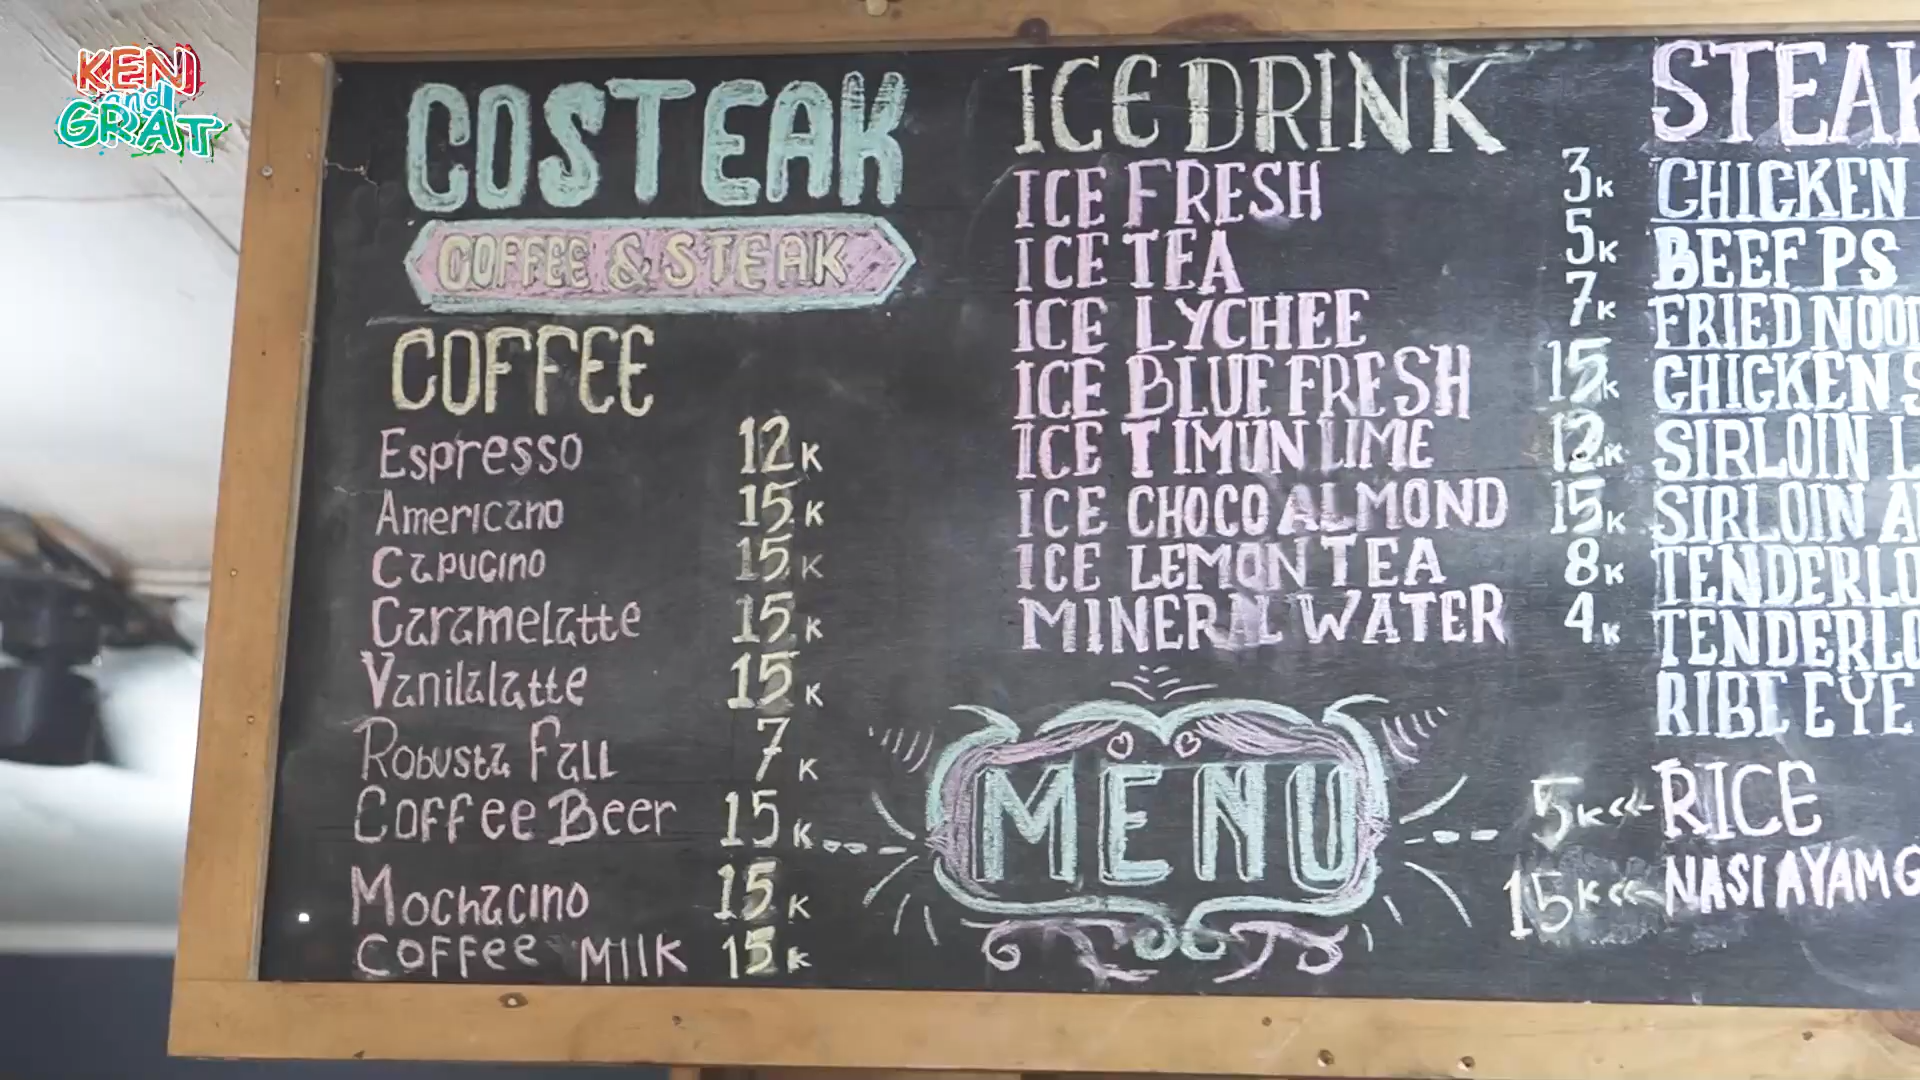 KEN
and
GRAT
COSTEAK
COFFEE & STEAK
COFFEE
Espresso 12K
Americano 15K
Capucino 15K
Caramelatte 15K
Vanilalatte 15K
Robusta Fall 7K
Coffee Beer 15K
Mochacino 15K
Coffee Milk 15K
ICE DRINK
ICE FRESH 3K
ICE TEA 5K
ICE LYCHEE 7K
ICE BLUE FRESH 15K
ICE TIMUN LIME 12K
ICE CHOCO ALMOND 15K
ICE LEMON TEA 8K
MINERAL WATER 4K
MENU
STEAK
CHICKEN
BEEF PS
FRIED NOO
CHICKEN S
SIRLOIN L
SIRLOIN A
TENDERLO
TENDERLO
RIBE EYE
5K << RICE
15K << NASI AYAM G